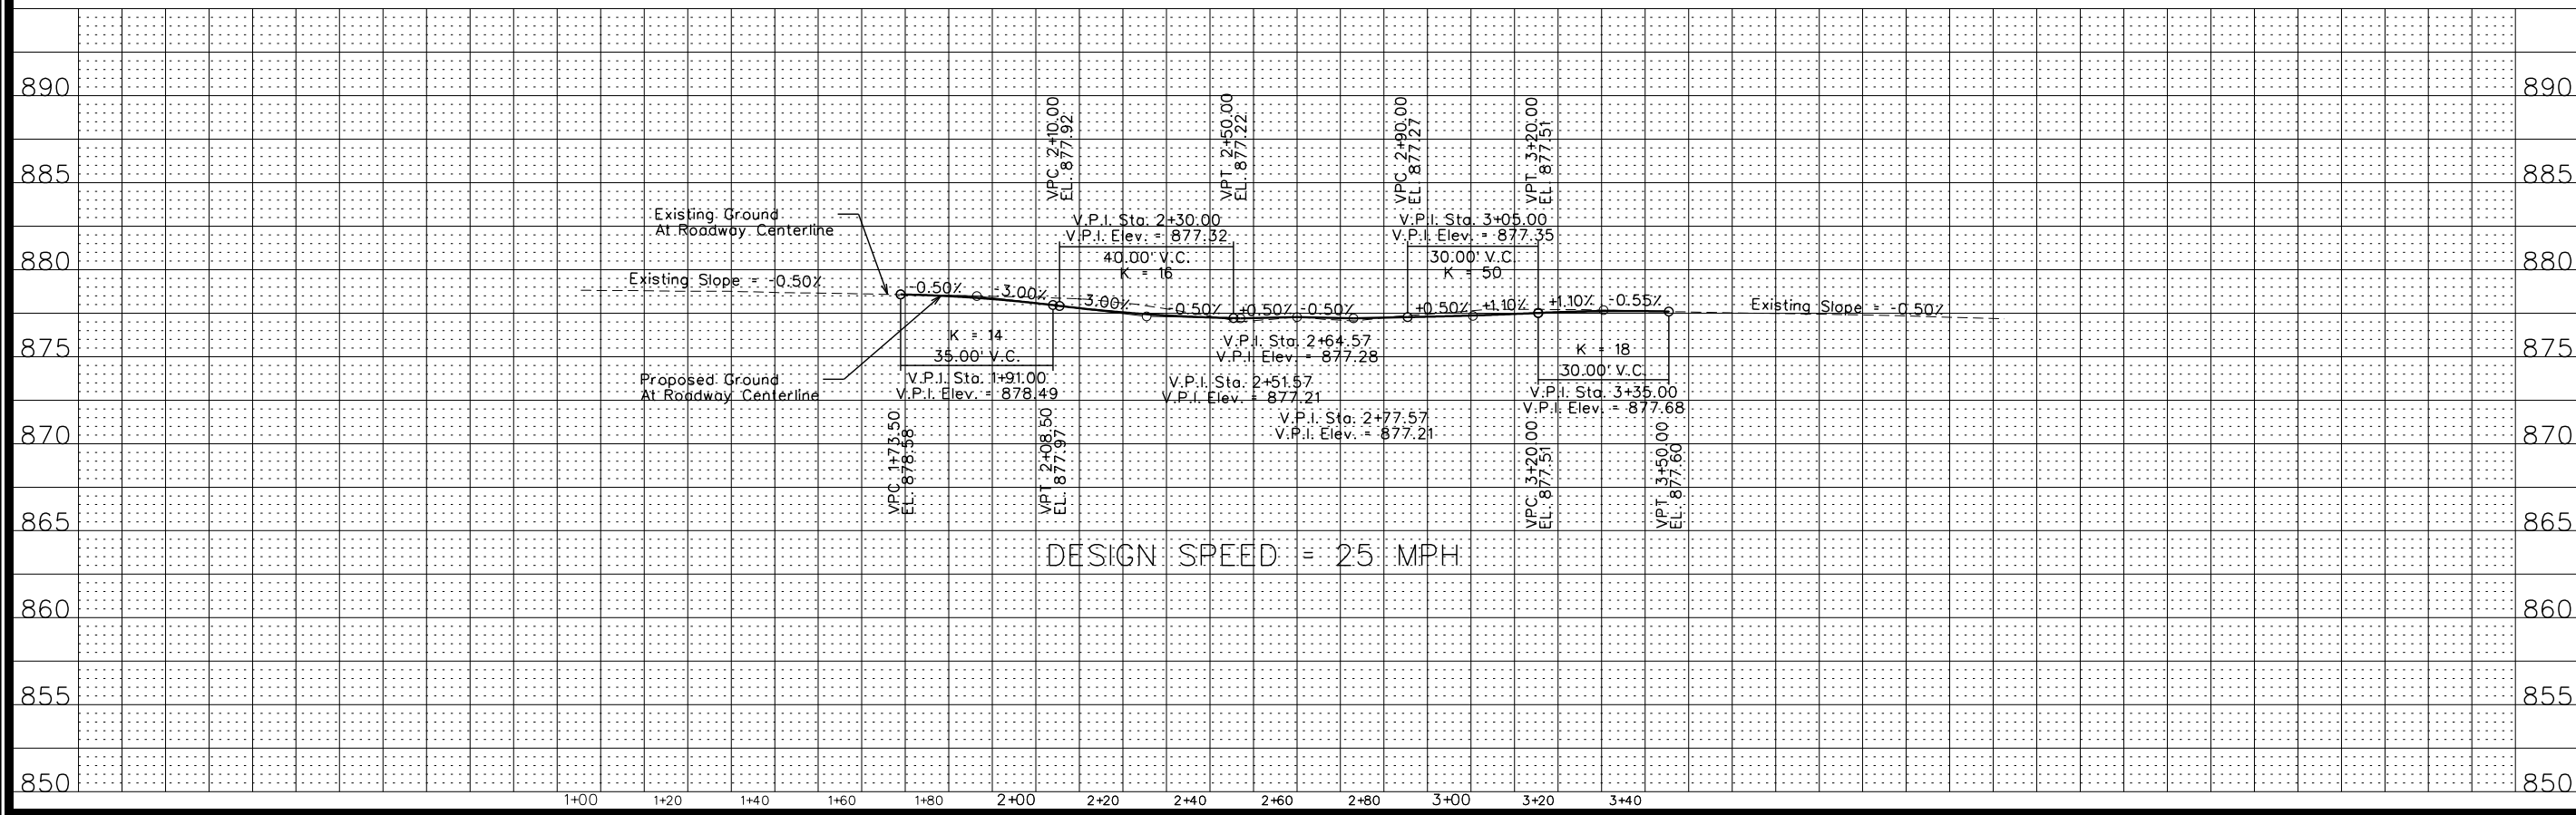 890
885
880
875
870
865
860
855
850
890
885
880
875
870
865
860
855
850
Existing Ground
At Roadway Centerline
Existing Slope = -0.50%
Proposed Ground
At Roadway Centerline
-0.50%
-3.00%
-3.00%
-0.50%
+0.50%
-0.50%
+0.50%
+1.10%
+1.10%
-0.55%
Existing Slope = -0.50%
K = 14
35.00' V.C.
V.P.I. Sta. 1+91.00
V.P.I. Elev. = 878.49
VPC 1+73.50
EL. 878.58
VPT 2+08.50
EL. 877.97
VPC 2+10.00
EL. 877.92
VPT 2+50.00
EL. 877.22
V.P.I. Sta. 2+30.00
V.P.I. Elev. = 877.32
40.00' V.C.
K = 16
V.P.I. Sta. 2+64.57
V.P.I. Elev. = 877.28
V.P.I. Sta. 2+51.57
V.P.I. Elev. = 877.21
V.P.I. Sta. 2+77.57
V.P.I. Elev. = 877.21
VPC 2+90.00
EL. 877.27
VPT 3+20.00
EL. 877.51
V.P.I. Sta. 3+05.00
V.P.I. Elev. = 877.35
30.00' V.C.
K = 50
K = 18
30.00' V.C.
V.P.I. Sta. 3+35.00
V.P.I. Elev. = 877.68
VPC 3+20.00
EL. 877.51
VPT 3+50.00
EL. 877.60
DESIGN SPEED = 25 MPH
1+00 1+20 1+40 1+60 1+80 2+00 2+20 2+40 2+60 2+80 3+00 3+20 3+40